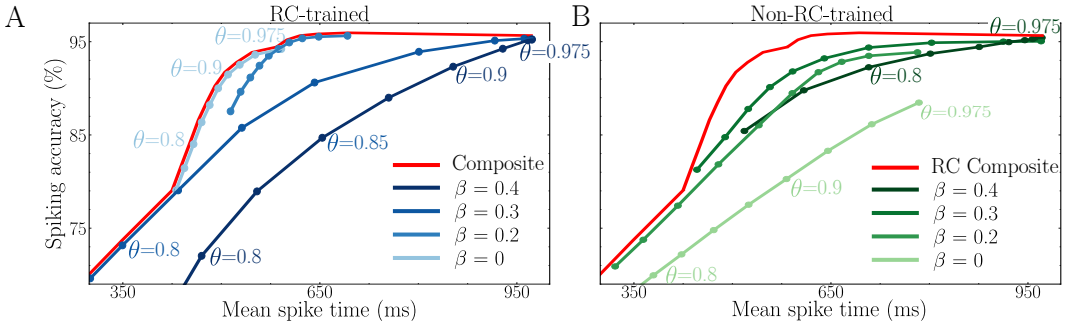 A
RC-trained
Spiking accuracy (%)
95
85
75
350
650
950
Mean spike time (ms)
θ=0.975
θ=0.9
θ=0.8
θ=0.8
θ=0.8
θ=0.85
θ=0.9
θ=0.975
Composite
β = 0.4
β = 0.3
β = 0.2
β = 0
B
Non-RC-trained
350
650
950
Mean spike time (ms)
θ=0.975
θ=0.8
θ=0.975
θ=0.9
θ=0.8
RC Composite
β = 0.4
β = 0.3
β = 0.2
β = 0